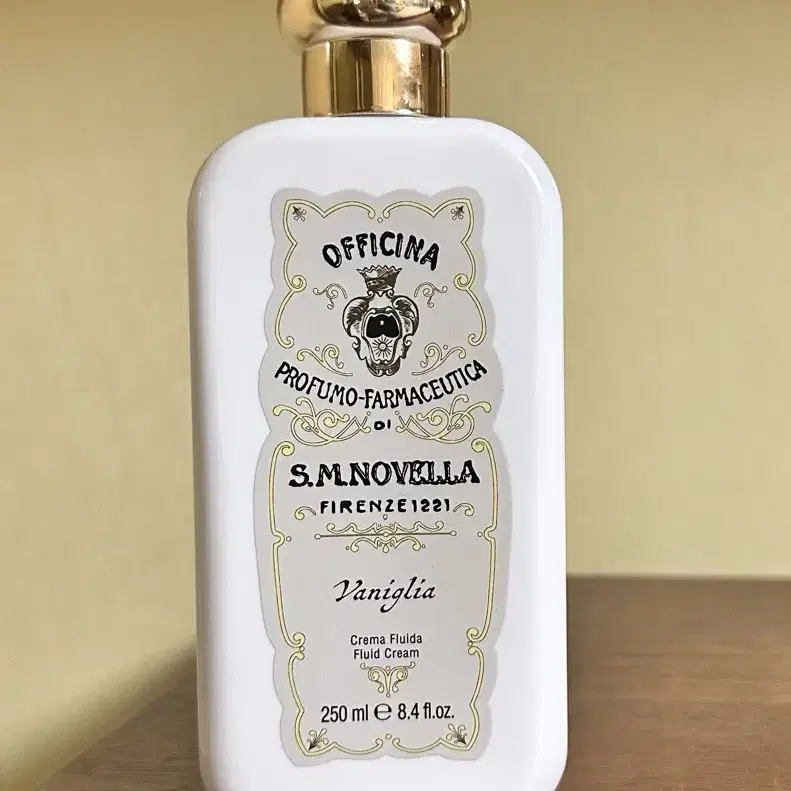 OFFICINA
PROFUMO-FARMACEUTICA
DI
S.M.NOVELLA
FIRENZE 1221
Vaniglia
Crema Fluida
Fluid Cream
250 ml ℮ 8.4 fl.oz.